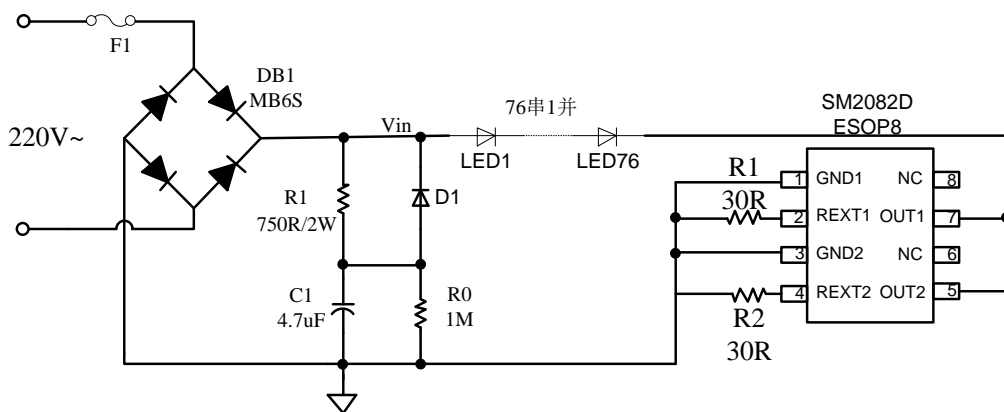 F1
DB1
MB6S
220V~
Vin
76串1并
LED1
LED76
SM2082D
ESOP8
R1
750R/2W
D1
C1
4.7uF
R0
1M
R1
30R
R2
30R
1 GND1 NC 8
2 REXT1 OUT1 7
3 GND2 NC 6
4 REXT2 OUT2 5